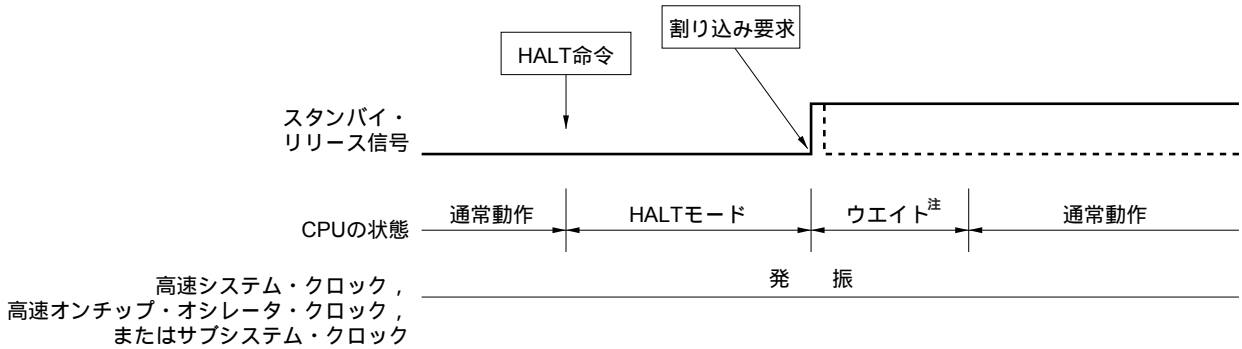 割り込み要求
HALT命令
スタンバイ・
リリース信号
通常動作
HALTモード
ウエイト注
通常動作
CPUの状態
発 振
高速システム・クロック，
高速オンチップ・オシレータ・クロック，
またはサブシステム・クロック